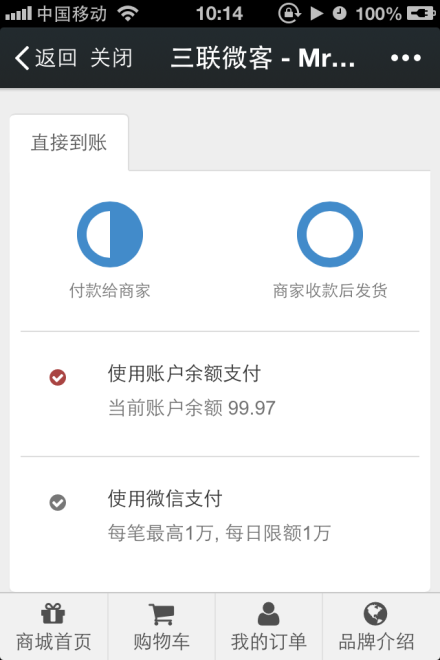 中国移动 10:14 100%
返回 关闭 三联微客 - Mr...
直接到账
付款给商家 商家收款后发货
使用账户余额支付
当前账户余额 99.97
使用微信支付
每笔最高1万, 每日限额1万
商城首页 购物车 我的订单 品牌介绍